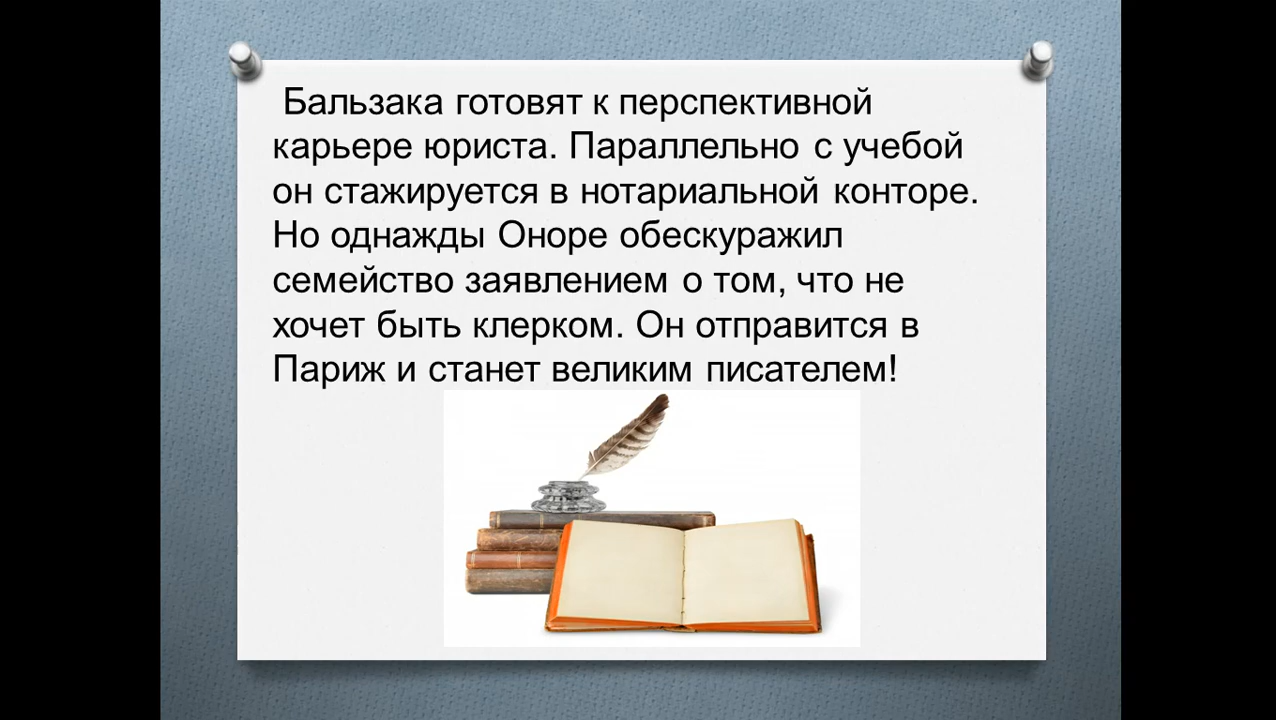 Бальзака готовят к перспективной
карьере юриста. Параллельно с учебой
он стажируется в нотариальной конторе.
Но однажды Оноре обескуражил
семейство заявлением о том, что не
хочет быть клерком. Он отправится в
Париж и станет великим писателем!